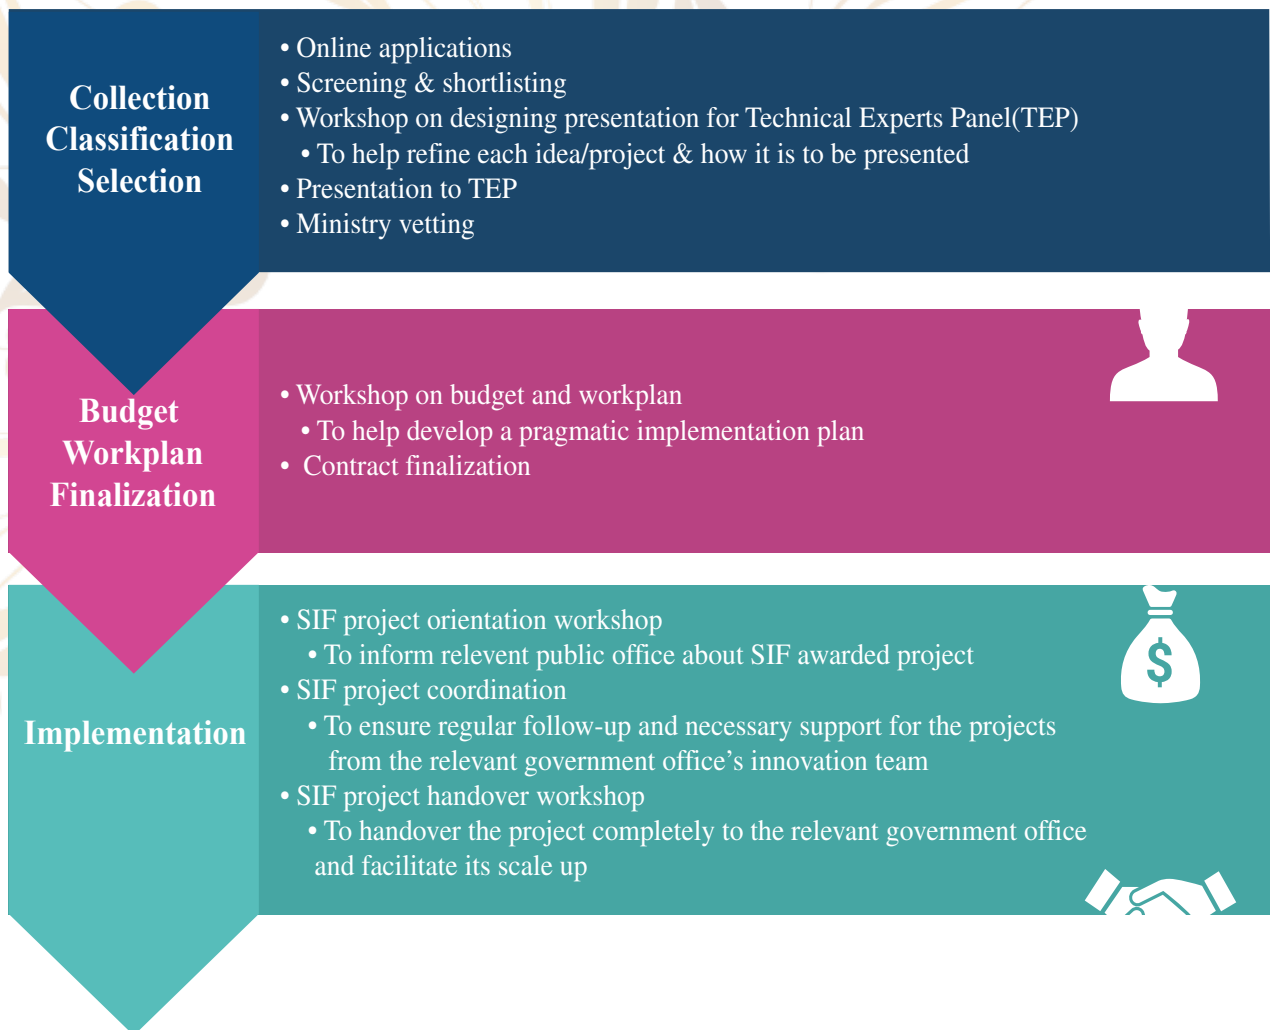 Collection
Classification
Selection
• Online applications
• Screening & shortlisting
• Workshop on designing presentation for Technical Experts Panel(TEP)
• To help refine each idea/project & how it is to be presented
• Presentation to TEP
• Ministry vetting
Budget
Workplan
Finalization
• Workshop on budget and workplan
• To help develop a pragmatic implementation plan
• Contract finalization
Implementation
• SIF project orientation workshop
• To inform relevent public office about SIF awarded project
• SIF project coordination
• To ensure regular follow-up and necessary support for the projects
from the relevant government office’s innovation team
• SIF project handover workshop
• To handover the project completely to the relevant government office
and facilitate its scale up
$